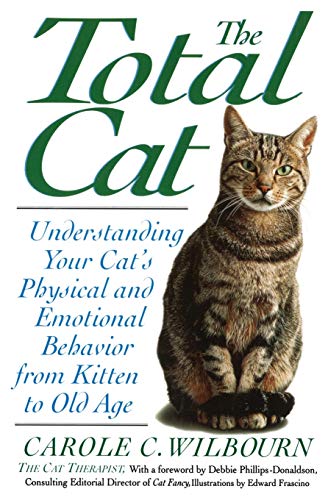 The
Total
Cat
Understanding
Your Cat's
Physical and
Emotional
Behavior
from Kitten
to Old Age
CAROLE C. WILBOURN
THE CAT THERAPIST, With a foreword by Debbie Phillips-Donaldson,
Consulting Editorial Director of Cat Fancy, Illustrations by Edward Frascino